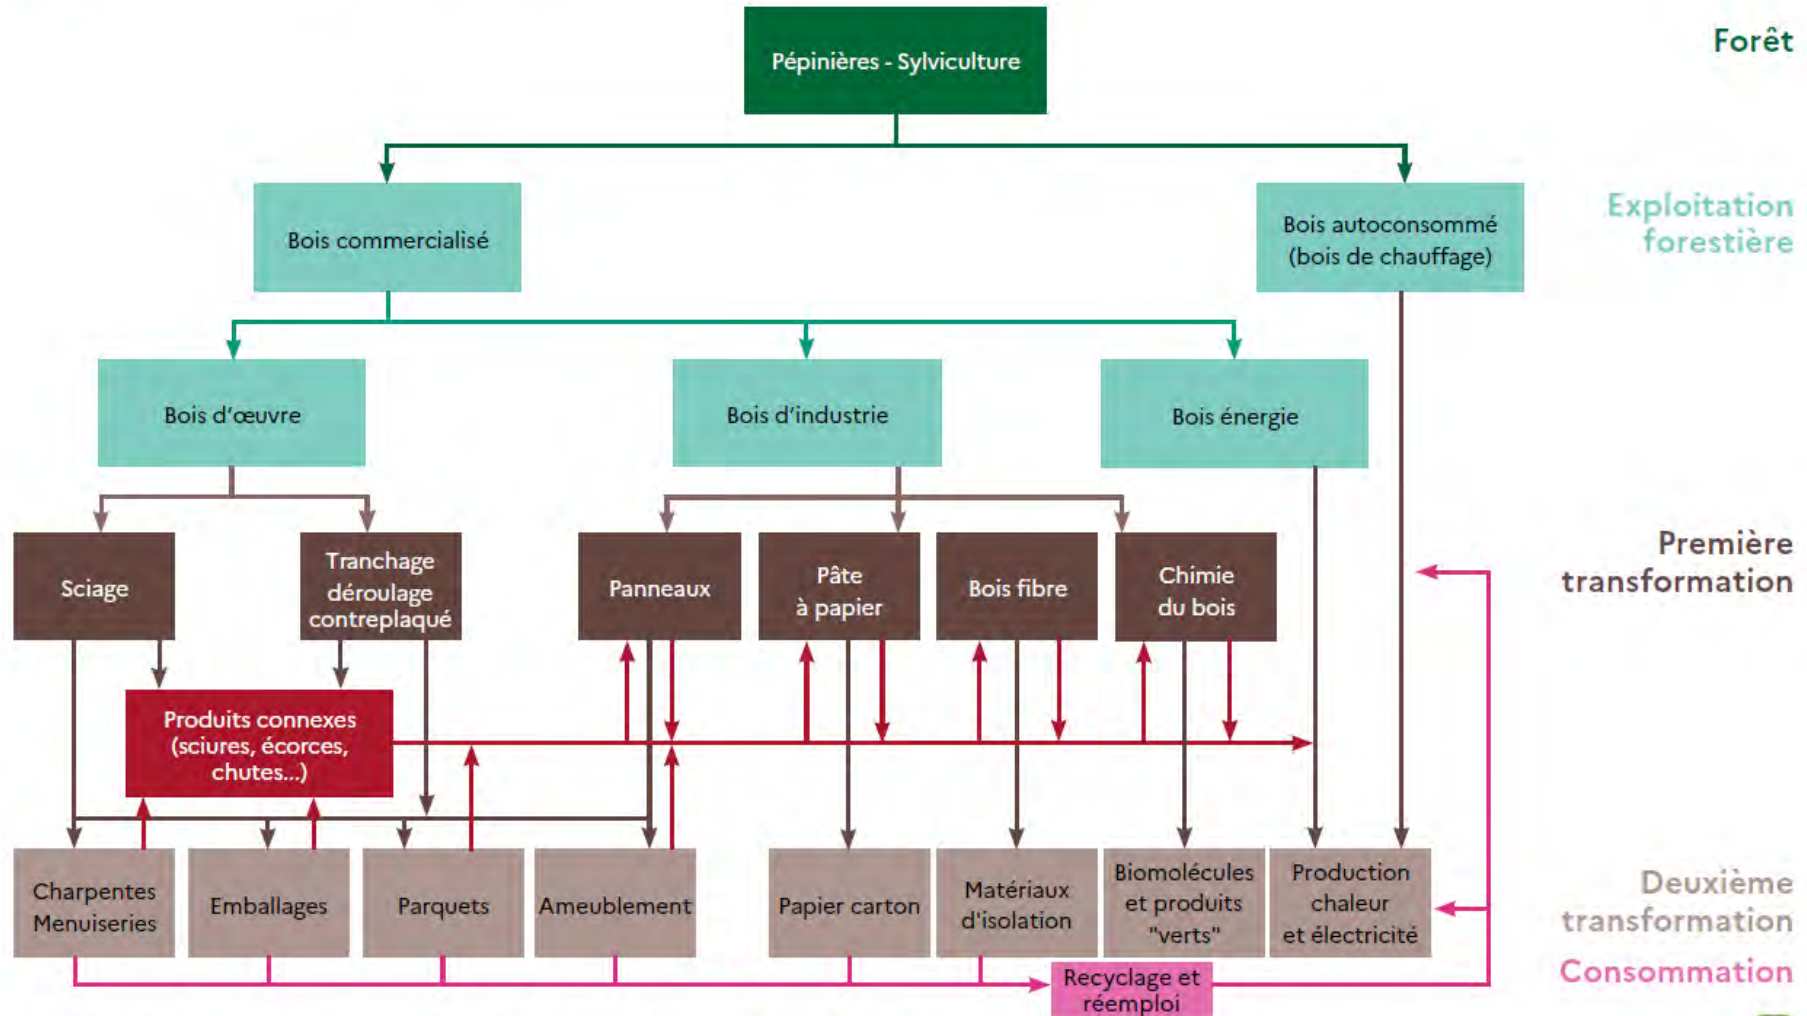 Pépinières - Sylviculture
Forêt
Bois commercialisé
Bois autoconsommé
(bois de chauffage)
Exploitation
forestière
Bois d'œuvre
Bois d'industrie
Bois énergie
Sciage
Tranchage
déroulage
contreplaqué
Panneaux
Pâte
à papier
Bois fibre
Chimie
du bois
Première
transformation
Produits connexes
(sciures, écorces,
chutes...)
Charpentes
Menuiseries
Emballages
Parquets
Ameublement
Papier carton
Matériaux
d'isolation
Biomolécules
et produits
"verts"
Production
chaleur
et électricité
Deuxième
transformation
Consommation
Recyclage et
réemploi